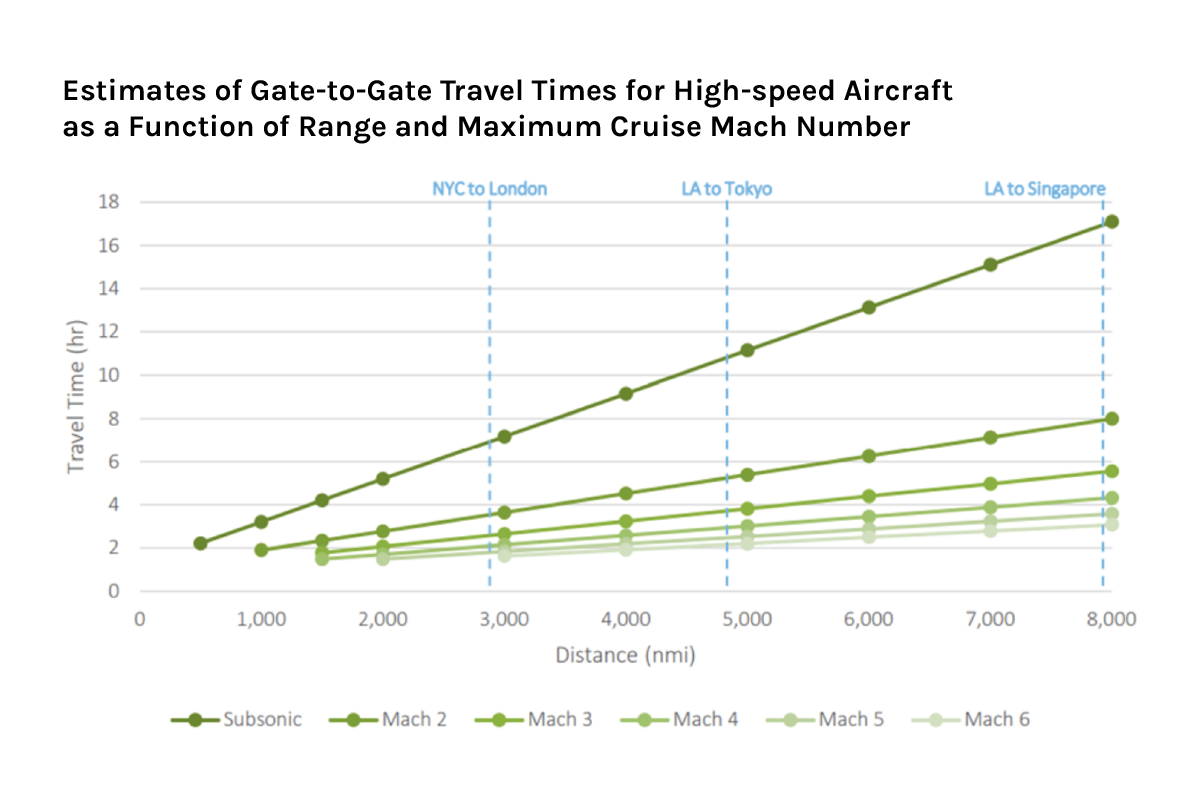 Estimates of Gate-to-Gate Travel Times for High-speed Aircraft
as a Function of Range and Maximum Cruise Mach Number
NYC to London LA to Tokyo LA to Singapore
18
16
14
12
10
8
6
4
2
0
Travel Time (hr)
0 1,000 2,000 3,000 4,000 5,000 6,000 7,000 8,000
Distance (nmi)
Subsonic Mach 2 Mach 3 Mach 4 Mach 5 Mach 6